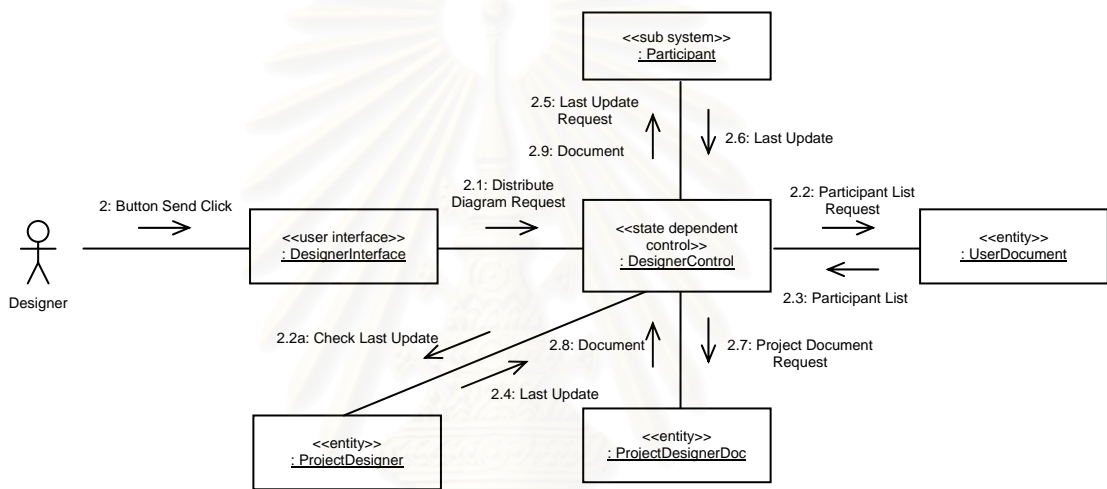 <<sub system>>
: Participant
2.5: Last Update
Request
2.9: Document
2.6: Last Update
2: Button Send Click
2.1: Distribute
Diagram Request
2.2: Participant List
Request
<<user interface>>
: DesignerInterface
<<state dependent
control>>
: DesignerControl
<<entity>>
: UserDocument
Designer
2.3: Participant List
2.2a: Check Last Update
2.8: Document
2.7: Project Document
Request
2.4: Last Update
<<entity>>
: ProjectDesigner
<<entity>>
: ProjectDesignerDoc